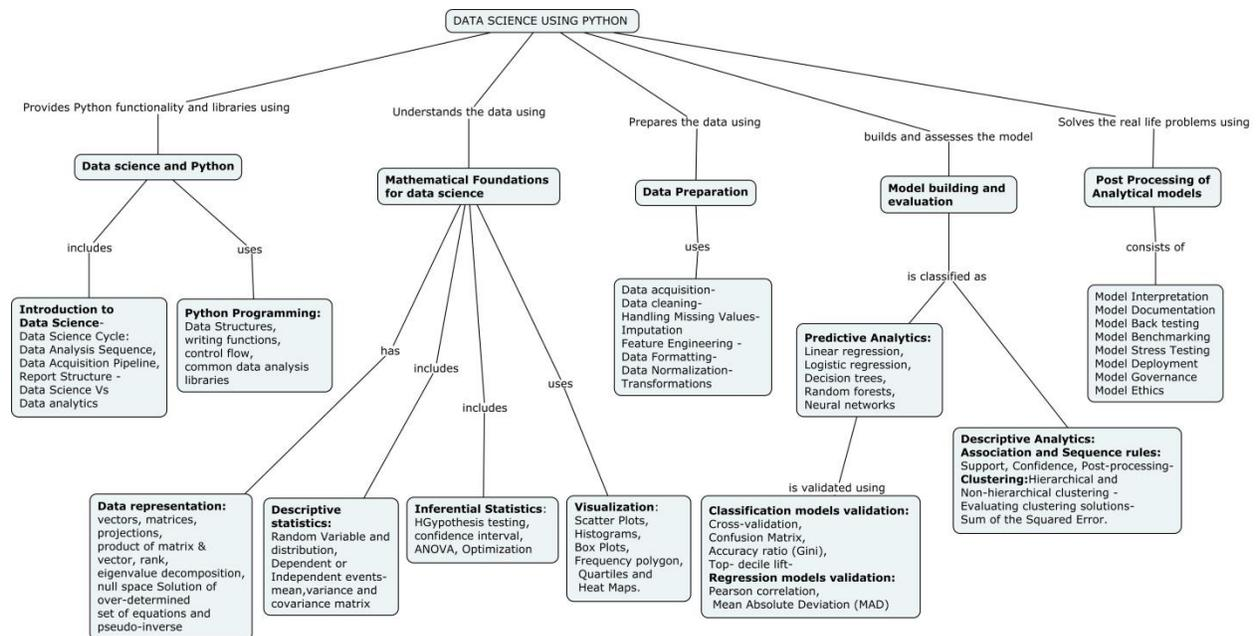 DATA SCIENCE USING PYTHON
Provides Python functionality and libraries using
Understands the data using
Prepares the data using
builds and assesses the model
Solves the real life problems using
Data science and Python
Mathematical Foundations
for data science
Data Preparation
Model building and
evaluation
Post Processing of
Analytical models
includes
uses
has
includes
includes
uses
uses
is classified as
consists of
Introduction to
Data Science-
Data Science Cycle:
Data Analysis Sequence,
Data Acquisition Pipeline,
Report Structure -
Data Science Vs
Data analytics
Python Programming:
Data Structures,
writing functions,
control flow,
common data analysis
libraries
Data acquisition-
Data cleaning-
Handling Missing Values-
Imputation
Feature Engineering -
Data Formatting-
Data Normalization-
Transformations
Predictive Analytics:
Linear regression,
Logistic regression,
Decision trees,
Random forests,
Neural networks
Model Interpretation
Model Documentation
Model Back testing
Model Benchmarking
Model Stress Testing
Model Deployment
Model Governance
Model Ethics
Descriptive Analytics:
Association and Sequence rules:
Support, Confidence, Post-processing-
Clustering:Hierarchical and
Non-hierarchical clustering -
Evaluating clustering solutions-
Sum of the Squared Error.
is validated using
Data representation:
vectors, matrices,
projections,
product of matrix &
vector, rank,
eigenvalue decomposition,
null space Solution of
over-determined
set of equations and
pseudo-inverse
Descriptive
statistics:
Random Variable and
distribution,
Dependent or
Independent events-
mean,variance and
covariance matrix
Inferential Statistics:
HGypothesis testing,
confidence interval,
ANOVA, Optimization
Visualization:
Scatter Plots,
Histograms,
Box Plots,
Frequency polygon,
Quartiles and
Heat Maps.
Classification models validation:
Cross-validation,
Confusion Matrix,
Accuracy ratio (Gini),
Top- decile lift-
Regression models validation:
Pearson correlation,
Mean Absolute Deviation (MAD)